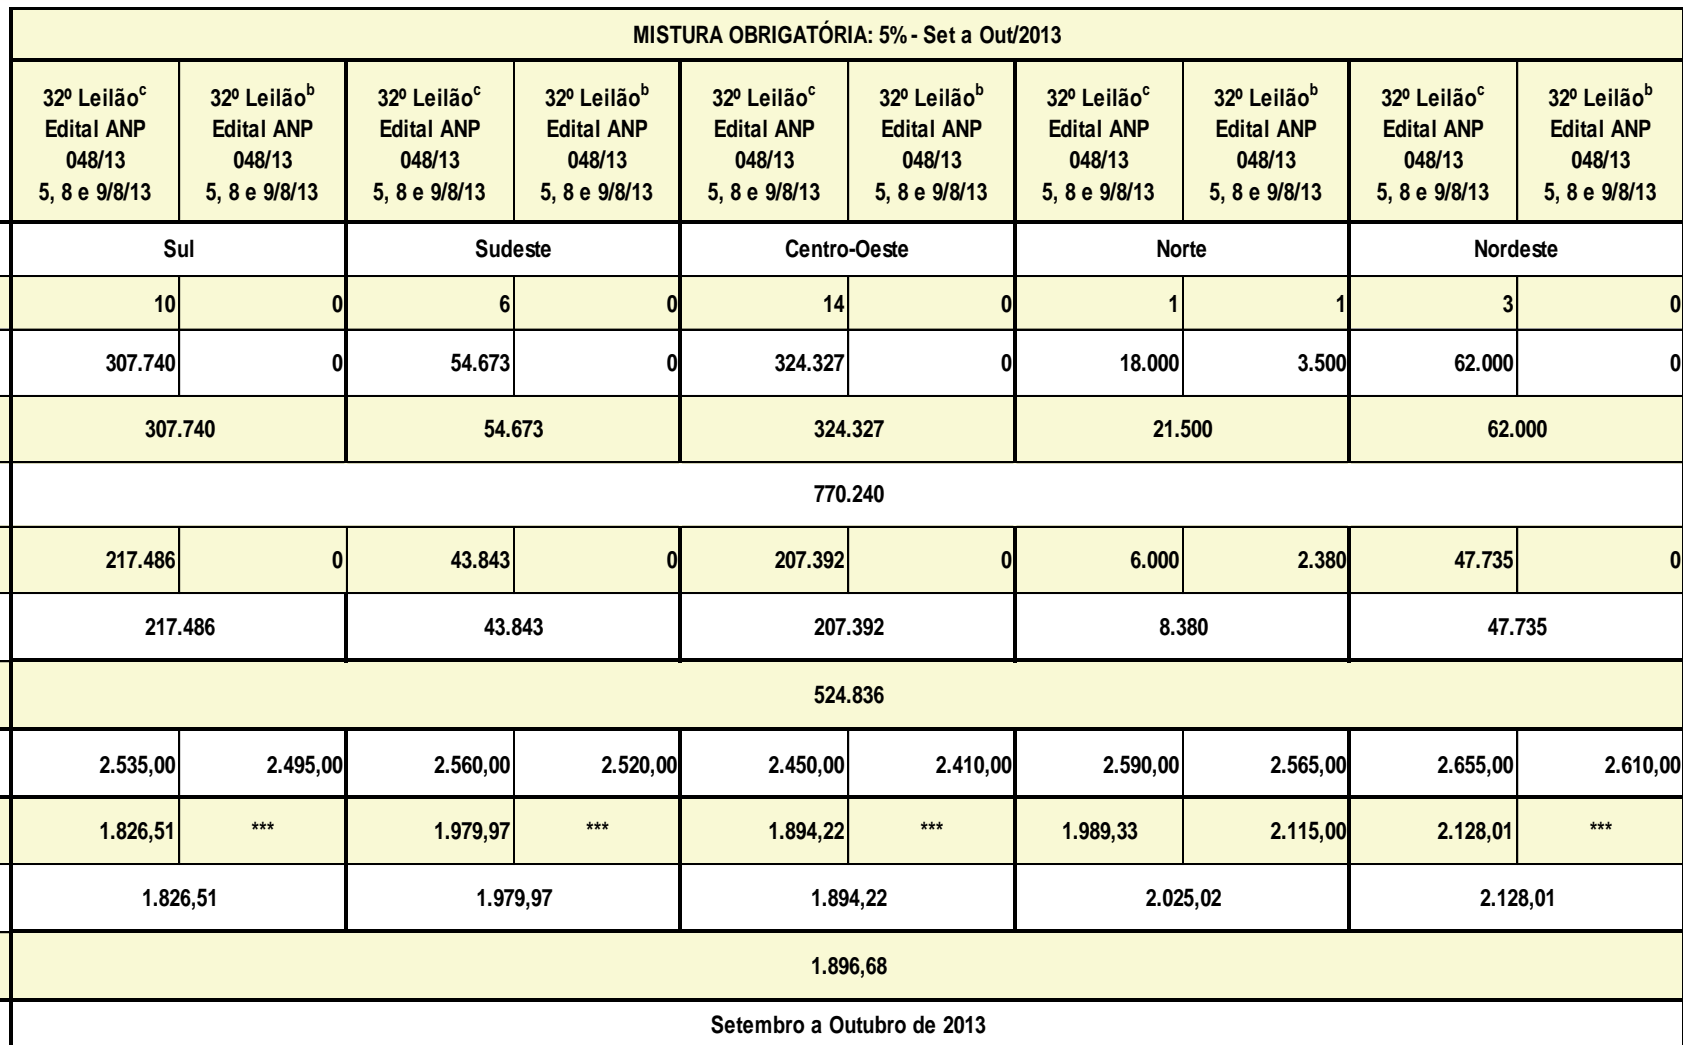 MISTURA OBRIGATÓRIA: 5% - Set a Out/2013
32º Leilãoᶜ Edital ANP 048/13 5, 8 e 9/8/13 32º Leilãoᵇ Edital ANP 048/13 5, 8 e 9/8/13 32º Leilãoᶜ Edital ANP 048/13 5, 8 e 9/8/13 32º Leilãoᵇ Edital ANP 048/13 5, 8 e 9/8/13 32º Leilãoᶜ Edital ANP 048/13 5, 8 e 9/8/13 32º Leilãoᵇ Edital ANP 048/13 5, 8 e 9/8/13 32º Leilãoᶜ Edital ANP 048/13 5, 8 e 9/8/13 32º Leilãoᵇ Edital ANP 048/13 5, 8 e 9/8/13 32º Leilãoᶜ Edital ANP 048/13 5, 8 e 9/8/13 32º Leilãoᵇ Edital ANP 048/13 5, 8 e 9/8/13
Sul Sudeste Centro-Oeste Norte Nordeste
10 0 6 0 14 0 1 1 3 0
307.740 0 54.673 0 324.327 0 18.000 3.500 62.000 0
307.740 54.673 324.327 21.500 62.000
770.240
217.486 0 43.843 0 207.392 0 6.000 2.380 47.735 0
217.486 43.843 207.392 8.380 47.735
524.836
2.535,00 2.495,00 2.560,00 2.520,00 2.450,00 2.410,00 2.590,00 2.565,00 2.655,00 2.610,00
1.826,51 *** 1.979,97 *** 1.894,22 *** 1.989,33 2.115,00 2.128,01 ***
1.826,51 1.979,97 1.894,22 2.025,02 2.128,01
1.896,68
Setembro a Outubro de 2013